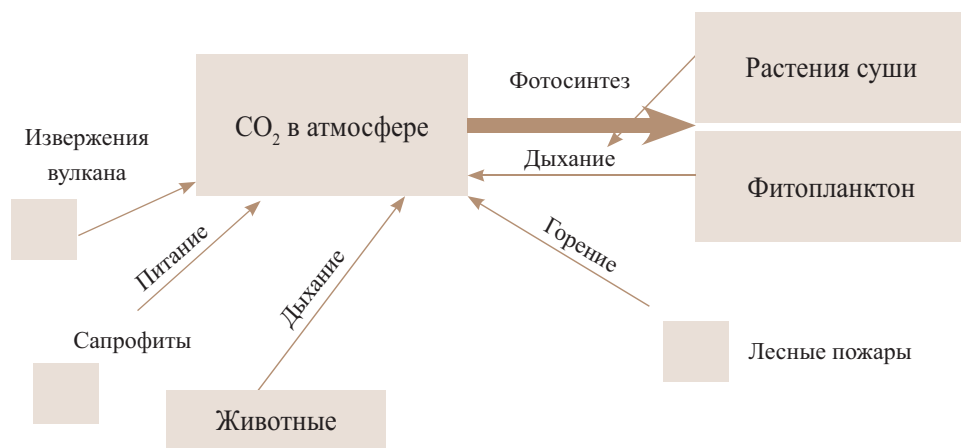 Растения суши
Фотосинтез
CO₂ в атмосфере
Извержения
вулкана
Дыхание
Фитопланктон
Питание
Дыхание
Горение
Сапрофиты
Лесные пожары
Животные